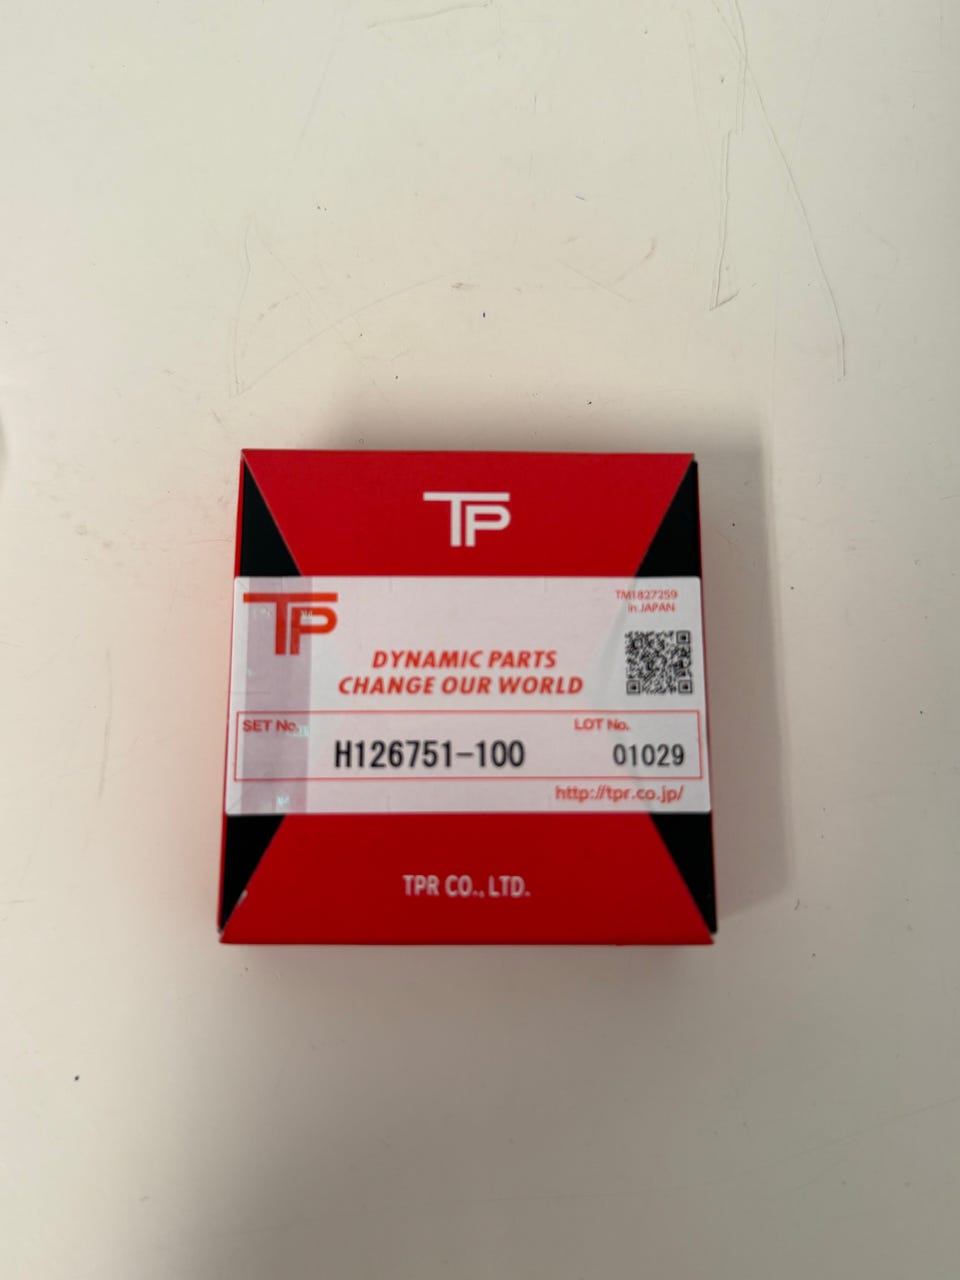 TP
TP
TM1827259
in JAPAN
DYNAMIC PARTS
CHANGE OUR WORLD
SET No.
LOT No.
H126751-100
01029
http://tpr.co.jp/
TPR CO., LTD.